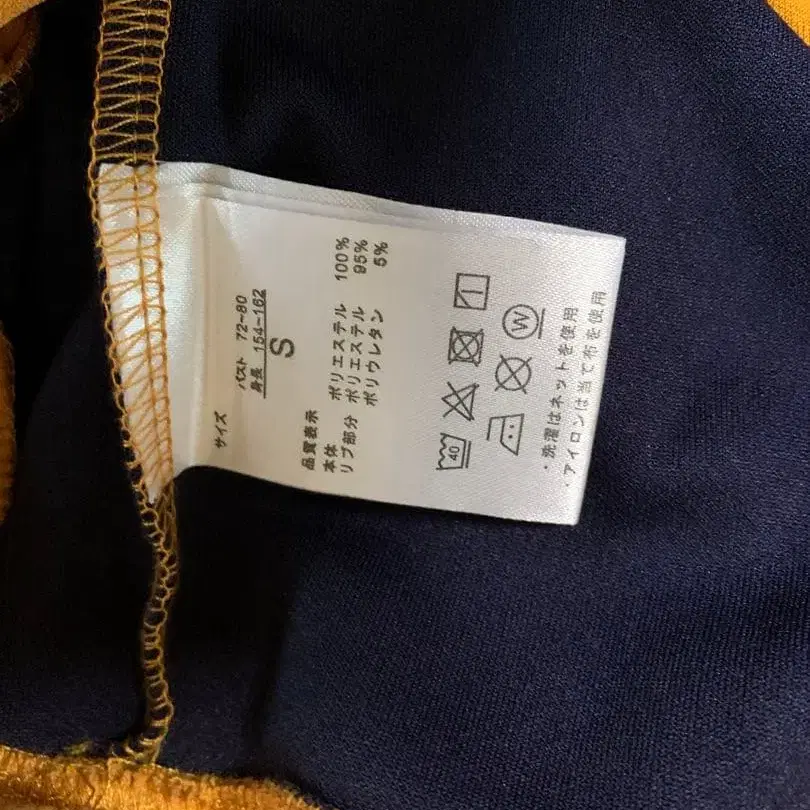 サイズ
バスト 72~80
身長 154~162
S
品質表示
本体 ポリエステル 100%
リブ部分 ポリエステル 95%
ポリウレタン 5%
40
W
・洗濯はネットを使用
・アイロンは当て布を使用